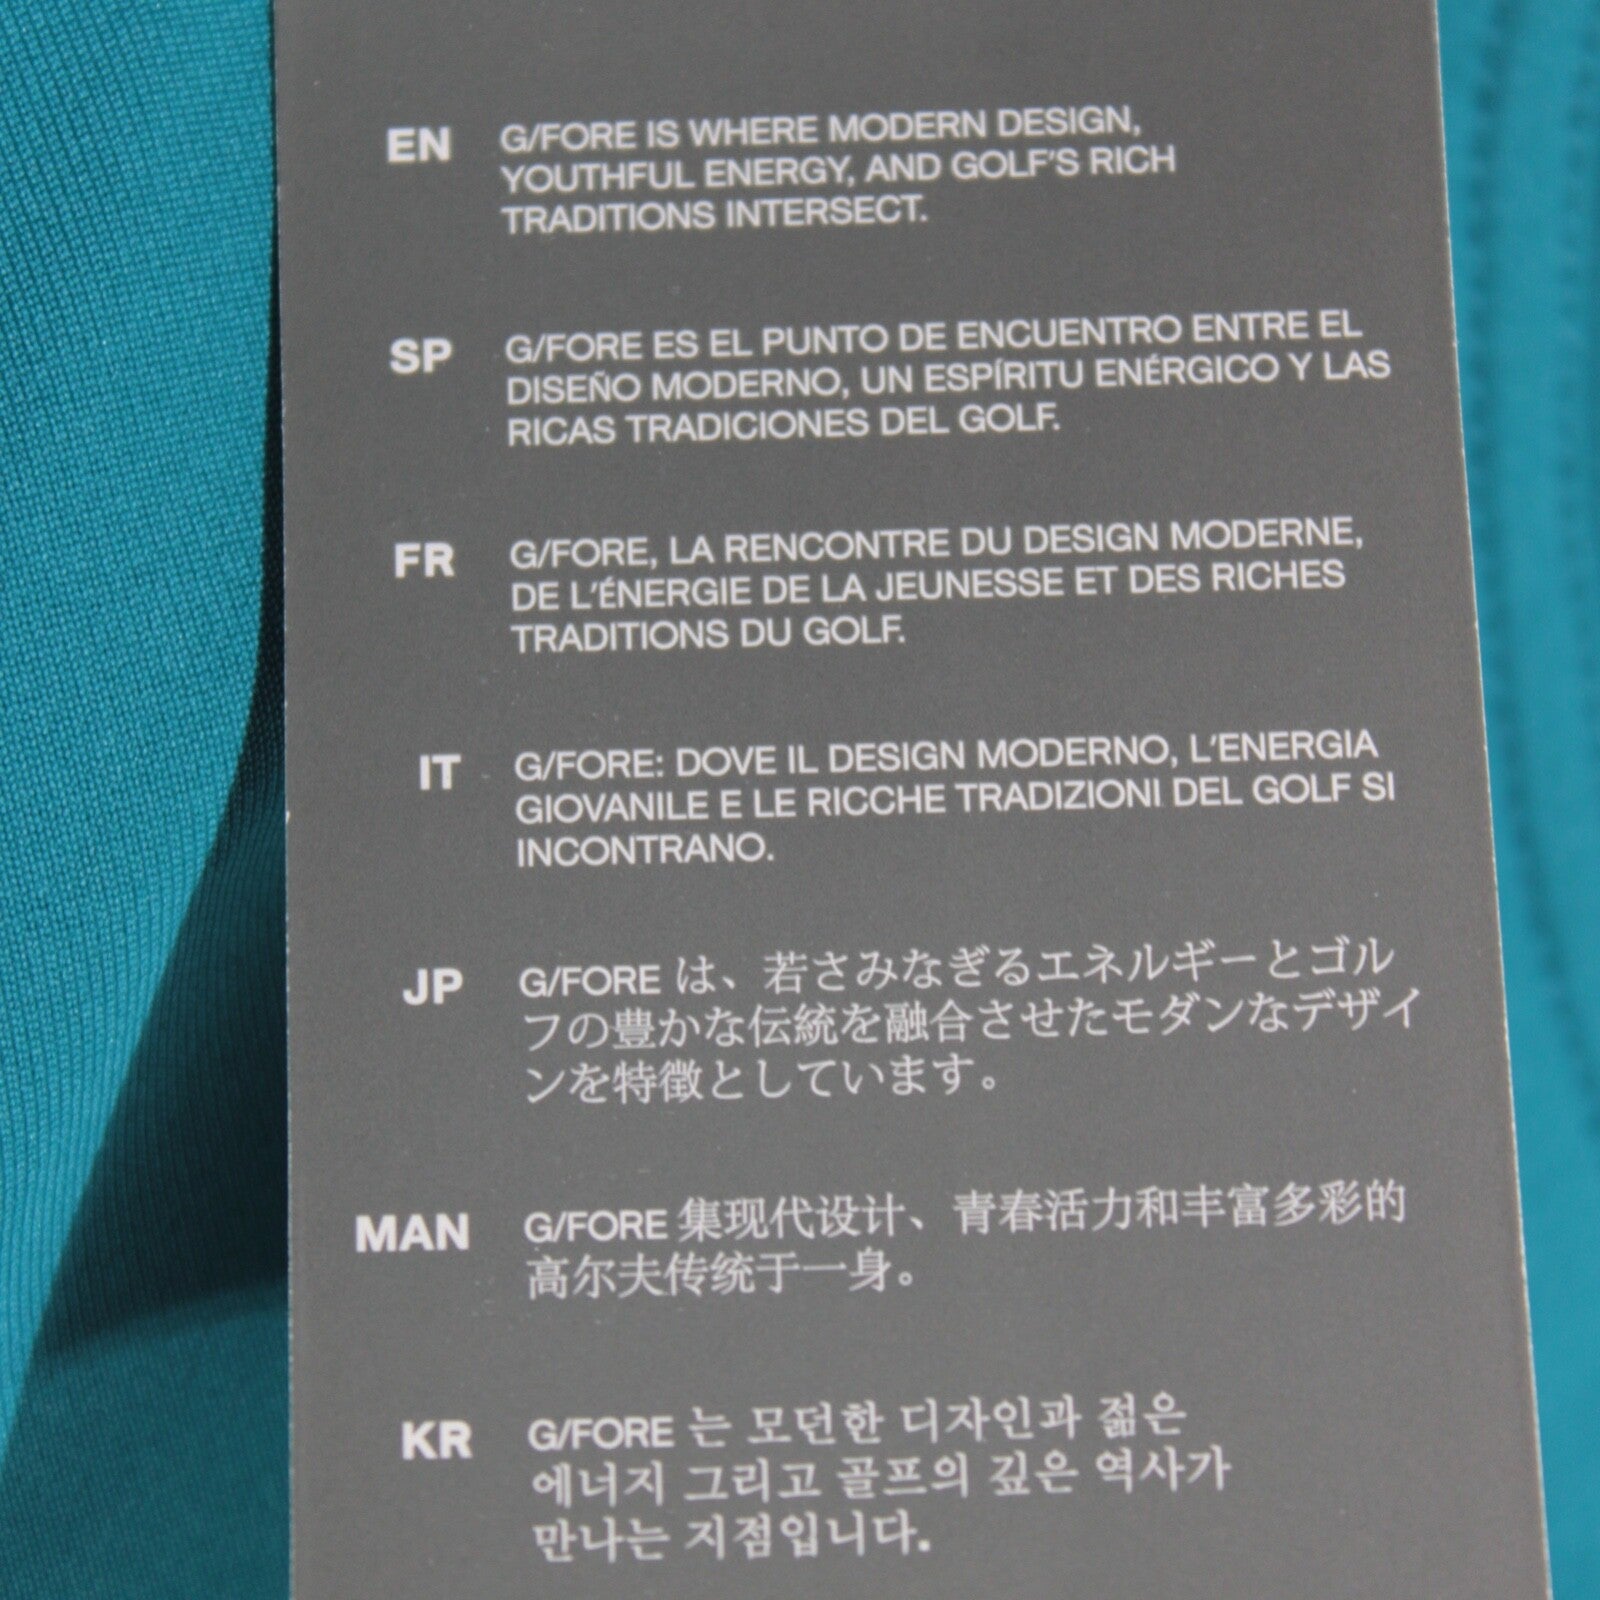 EN G/FORE IS WHERE MODERN DESIGN,
YOUTHFUL ENERGY, AND GOLF'S RICH
TRADITIONS INTERSECT.
SP G/FORE ES EL PUNTO DE ENCUENTRO ENTRE EL
DISEÑO MODERNO, UN ESPÍRITU ENÉRGICO Y LAS
RICAS TRADICIONES DEL GOLF.
FR G/FORE, LA RENCONTRE DU DESIGN MODERNE,
DE L'ÉNERGIE DE LA JEUNESSE ET DES RICHES
TRADITIONS DU GOLF.
IT G/FORE: DOVE IL DESIGN MODERNO, L'ENERGIA
GIOVANILE E LE RICCHE TRADIZIONI DEL GOLF SI
INCONTRANO.
JP G/FORE は、若さみなぎるエネルギーとゴル
フの豊かな伝統を融合させたモダンなデザイ
ンを特徴としています。
MAN G/FORE 集现代设计、青春活力和丰富多彩的
高尔夫传统于一身。
KR G/FORE 는 모던한 디자인과 젊은
에너지 그리고 골프의 깊은 역사가
만나는 지점입니다.